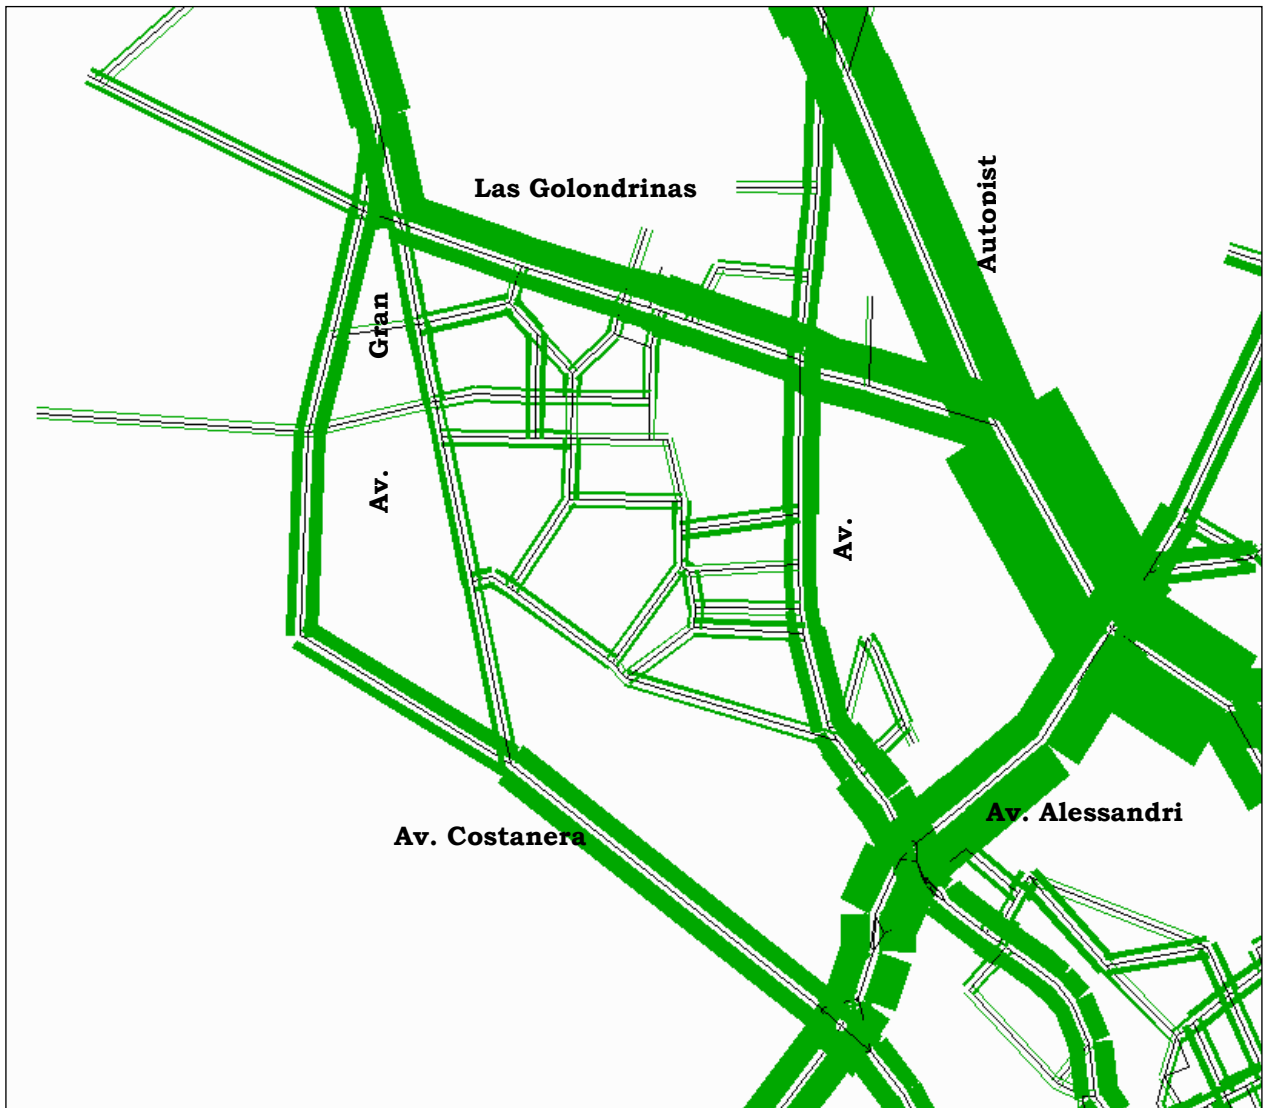 Las Golondrinas
Autopist
Gran
Av.
Av.
Av. Alessandri
Av. Costanera